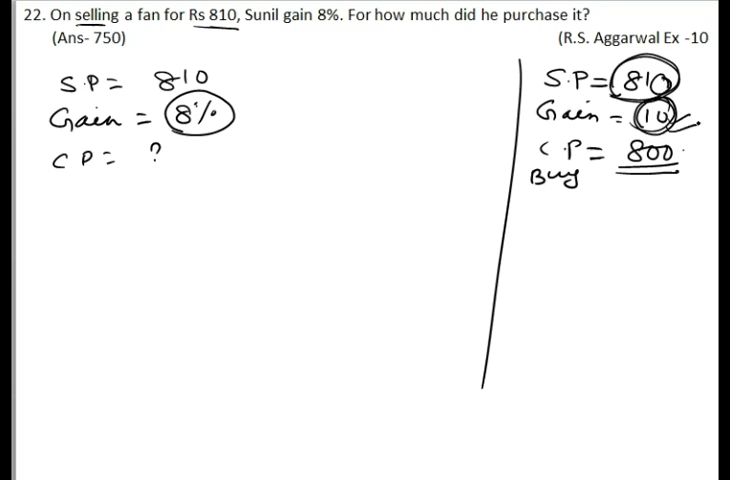 22. On selling a fan for Rs 810, Sunil gain 8%. For how much did he purchase it?
(Ans- 750) (R.S. Aggarwal Ex -10
S.P = 810
Gain = 8%
C P = ?
S.P = 810
Gain = 10
C.P = 800
Buy